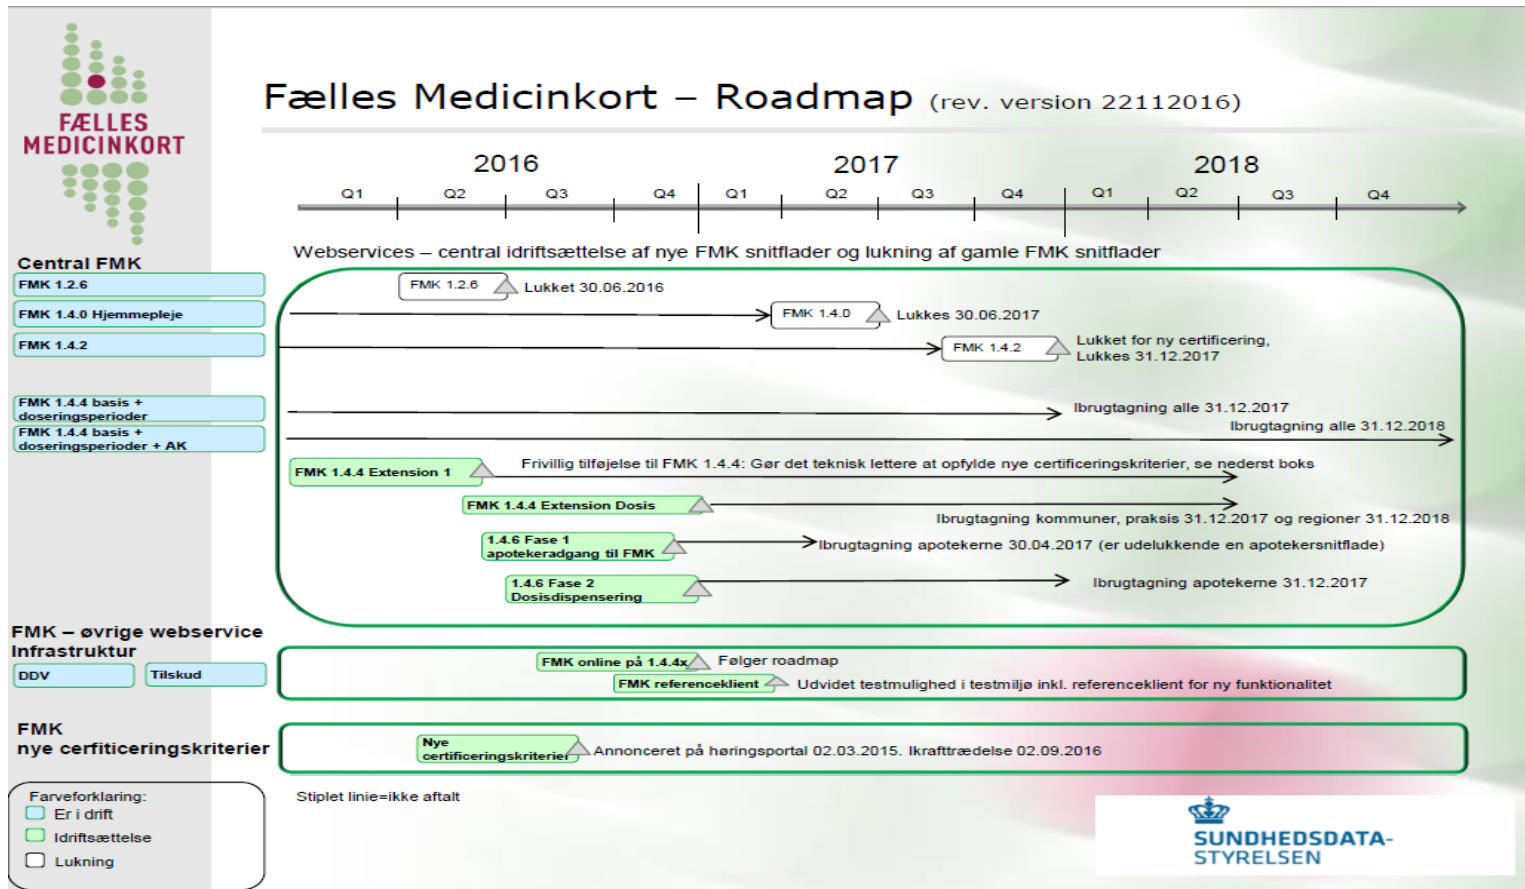 FÆLLES
MEDICINKORT
Fælles Medicinkort – Roadmap (rev. version 22112016)
2016
2017
2018
Q1
Q2
Q3
Q4
Q1
Q2
Q3
Q4
Q1
Q2
Q3
Q4
Webservices – central idriftsættelse af nye FMK snitflader og lukning af gamle FMK snitflader
Central FMK
FMK 1.2.6
FMK 1.2.6
Lukket 30.06.2016
FMK 1.4.0 Hjemmepleje
FMK 1.4.0
Lukkes 30.06.2017
FMK 1.4.2
FMK 1.4.2
Lukket for ny certificering,
Lukkes 31.12.2017
FMK 1.4.4 basis +
doseringsperioder
Ibrugtagning alle 31.12.2017
FMK 1.4.4 basis +
doseringsperioder + AK
Ibrugtagning alle 31.12.2018
FMK 1.4.4 Extension 1
Frivillig tilføjelse til FMK 1.4.4: Gør det teknisk lettere at opfylde nye certificeringskriterier, se nederst boks
FMK 1.4.4 Extension Dosis
Ibrugtagning kommuner, praksis 31.12.2017 og regioner 31.12.2018
1.4.6 Fase 1
apotekeradgang til FMK
Ibrugtagning apotekerne 30.04.2017 (er udelukkende en apotekersnitflade)
1.4.6 Fase 2
Dosisdispensering
Ibrugtagning apotekerne 31.12.2017
FMK – øvrige webservice
Infrastruktur
DDV
Tilskud
FMK online på 1.4.4x
Følger roadmap
FMK referenceklient
Udvidet testmulighed i testmiljø inkl. referenceklient for ny funktionalitet
FMK
nye cerfiticeringskriterier
Nye
certificeringskriterier
Annonceret på høringsportal 02.03.2015. Ikrafttrædelse 02.09.2016
Farveforklaring:
Er i drift
Idriftsættelse
Lukning
Stiplet linie=ikke aftalt
SUNDHEDSDATA-
STYRELSEN